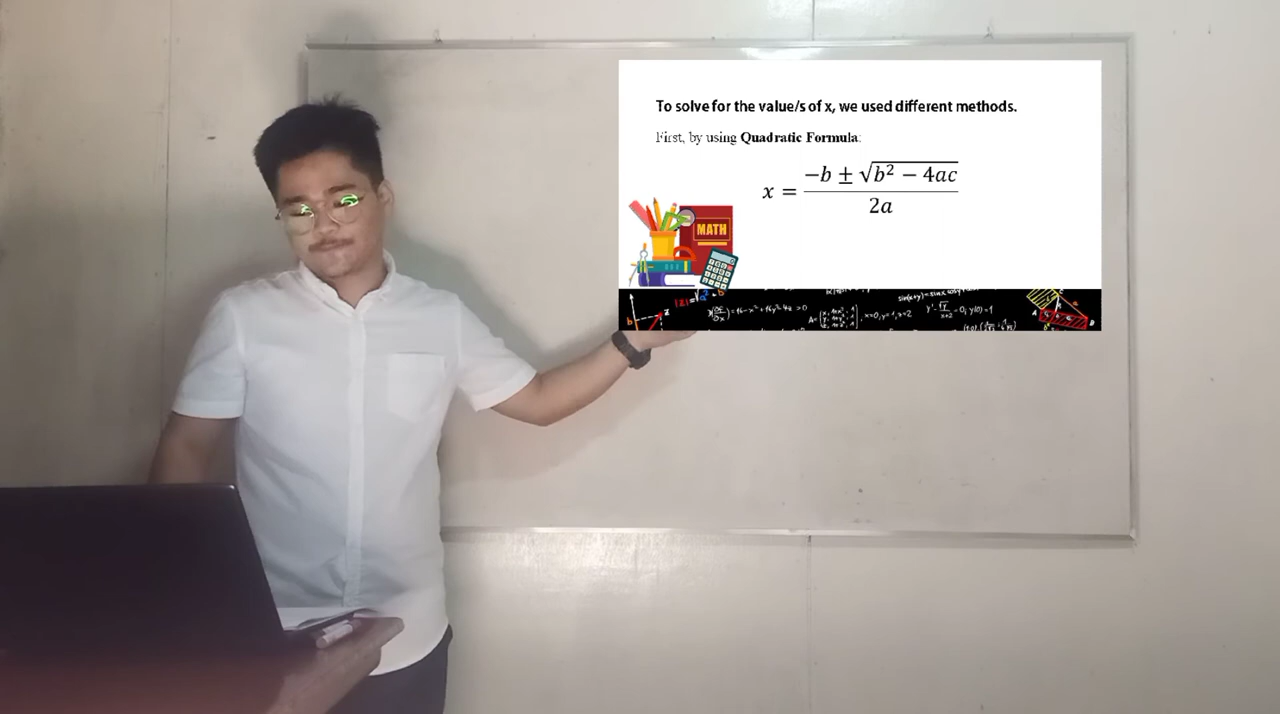 To solve for the value/s of x, we used different methods.
First, by using Quadratic Formula:
x = \frac{-b ± √(b² − 4ac)}{2a}
MATH